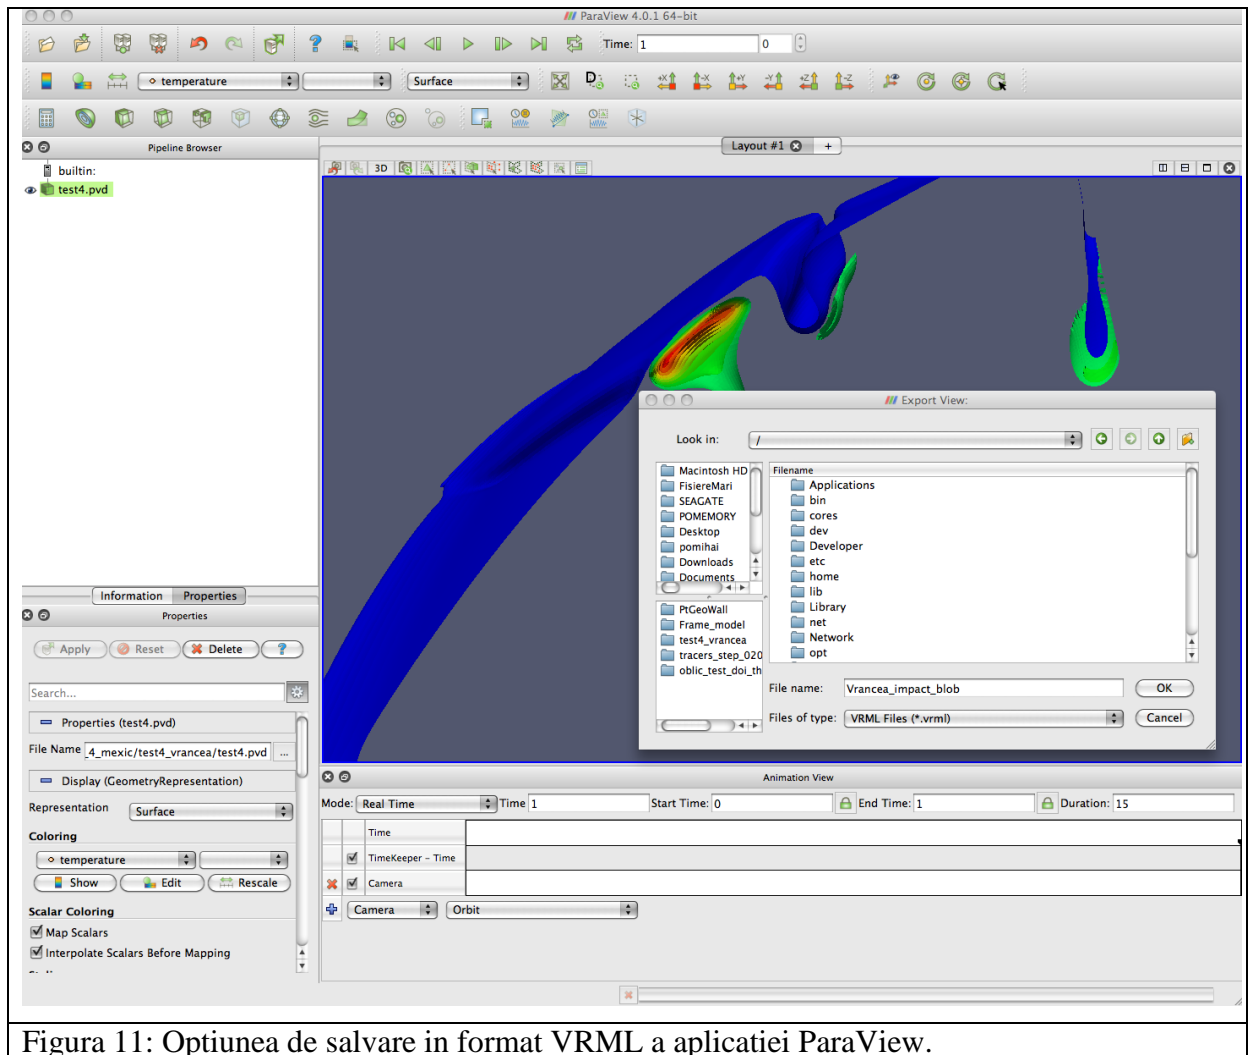 ParaView 4.0.1 64-bit
Time: 1 0
temperature Surface
+X -X +Y -Y +Z -Z
Pipeline Browser
Layout #1 +
builtin:
3D
test4.pvd
Export View:
Look in: /
Macintosh HD
FisiereMari
SEAGATE
POMEMORY
Desktop
pomihai
Downloads
Documents
PtGeoWall
Frame_model
test4_vrancea
tracers_step_020
oblic_test_doi_th
Filename
Applications
bin
cores
dev
Developer
etc
home
lib
Library
net
Network
opt
File name: Vrancea_impact_blob OK
Files of type: VRML Files (*.vrml) Cancel
Information Properties
Properties
Apply Reset Delete ?
Search...
Properties (test4.pvd)
File Name _4_mexic/test4_vrancea/test4.pvd ...
Display (GeometryRepresentation)
Representation Surface
Coloring
temperature
Show Edit Rescale
Scalar Coloring
Map Scalars
Interpolate Scalars Before Mapping
Animation View
Mode: Real Time Time 1 Start Time: 0 End Time: 1 Duration: 15
Time
TimeKeeper - Time
Camera
Camera Orbit
Figura 11: Optiunea de salvare in format VRML a aplicatiei ParaView.